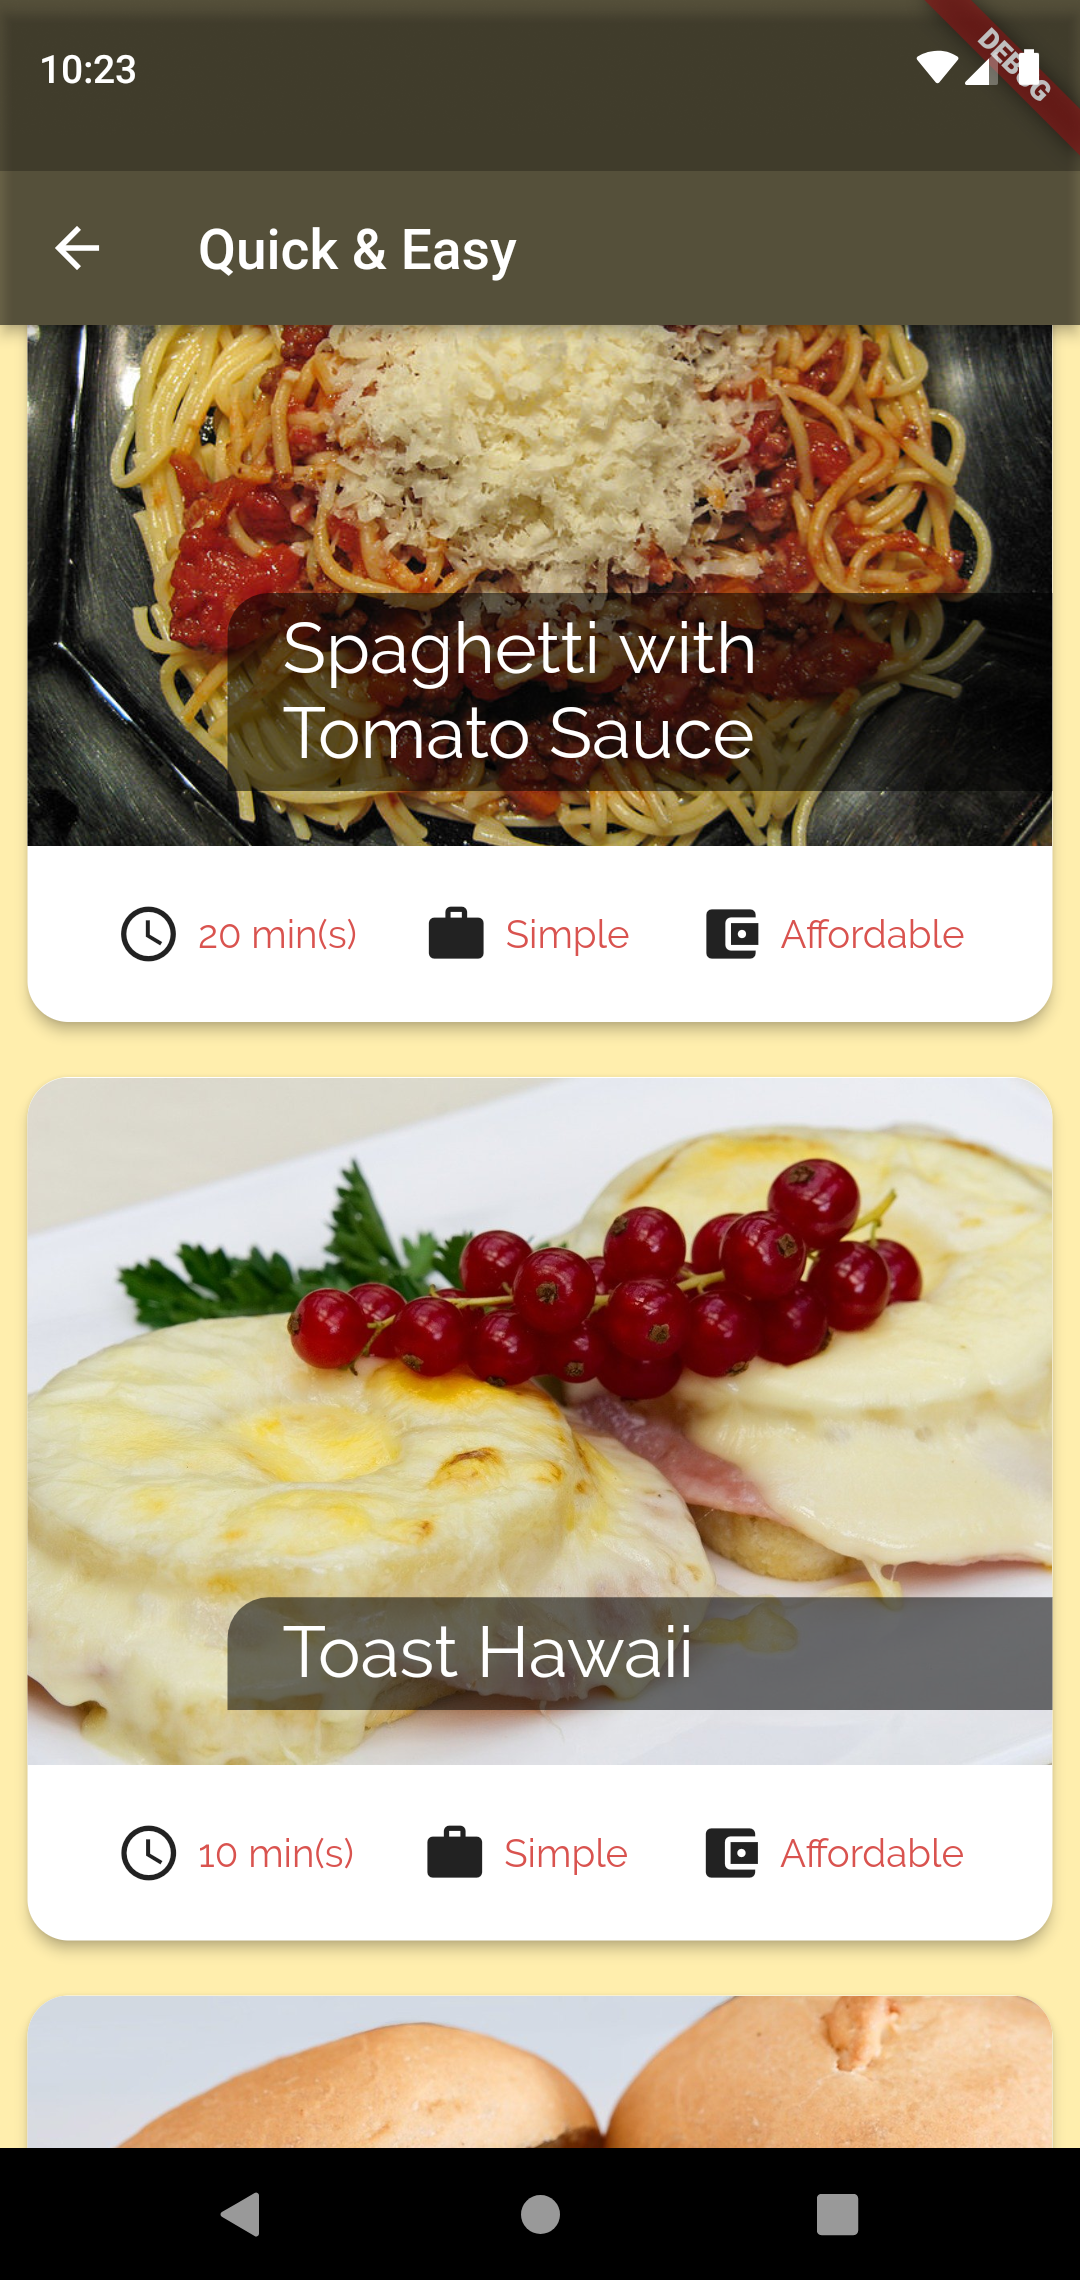 10:23
DEBUG
Quick & Easy
Spaghetti with
Tomato Sauce
20 min(s) Simple Affordable
Toast Hawaii
10 min(s) Simple Affordable